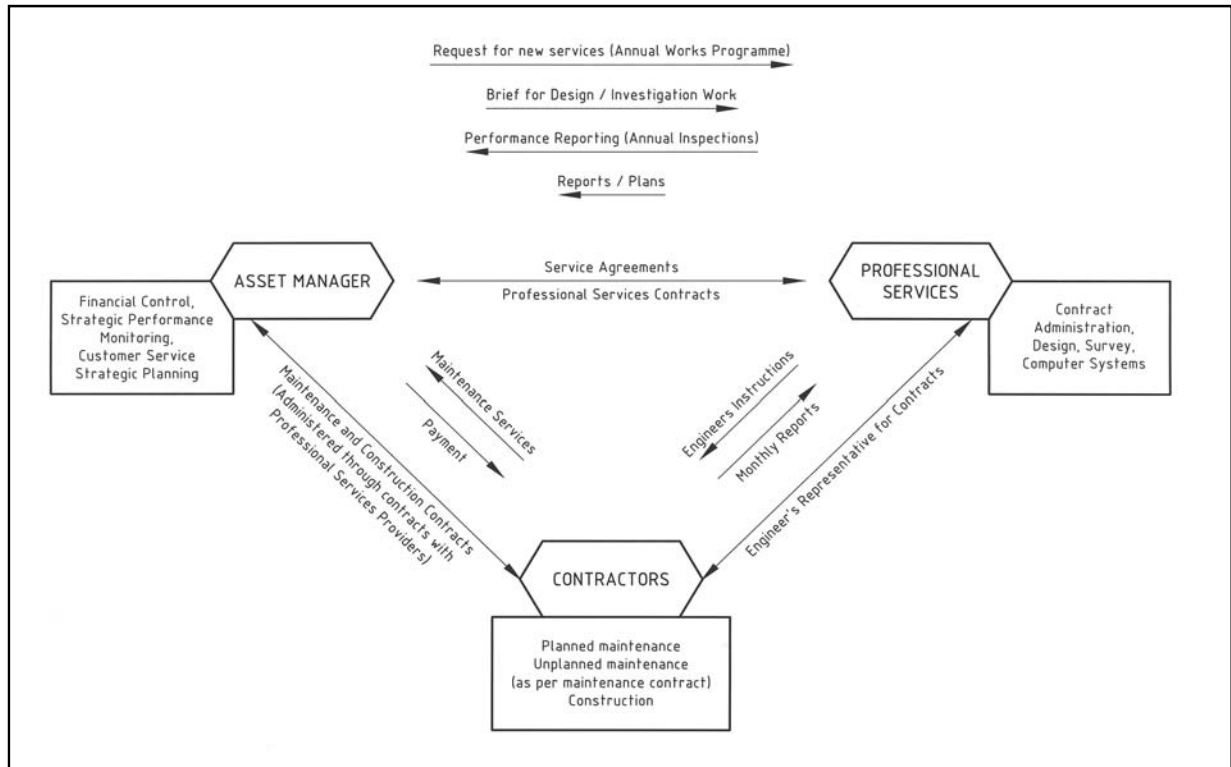 Request for new services (Annual Works Programme)
Brief for Design / Investigation Work
Performance Reporting (Annual Inspections)
Reports / Plans
ASSET MANAGER
Financial Control,
Strategic Performance
Monitoring,
Customer Service
Strategic Planning
Service Agreements
Professional Services Contracts
PROFESSIONAL
SERVICES
Contract
Administration,
Design, Survey,
Computer Systems
Maintenance Services
Payment
Maintenance and Construction Contracts
(Administered through contracts with
Professional Services Providers)
Engineers Instructions
Monthly Reports
Engineer's Representative for Contracts
CONTRACTORS
Planned maintenance
Unplanned maintenance
(as per maintenance contract)
Construction